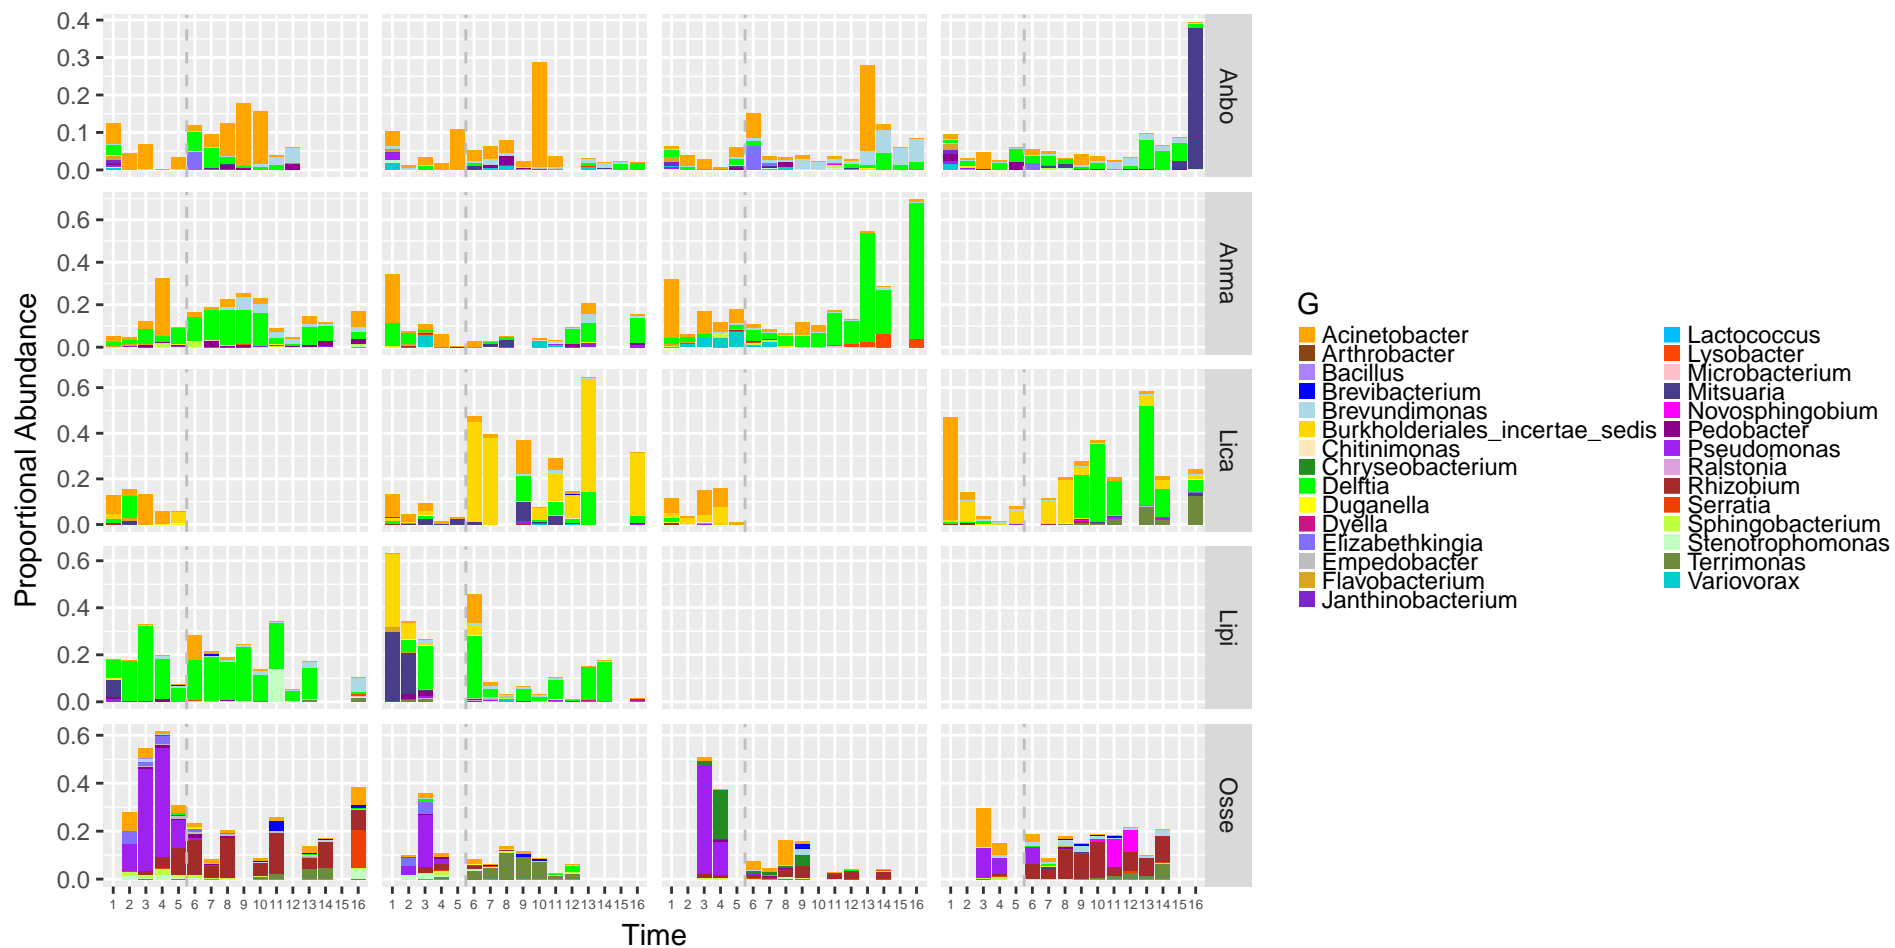 0.4
0.3
0.2
0.1
0.0
Anbo
0.6
0.4
0.2
0.0
Anma
0.6
0.4
0.2
0.0
Lica
0.6
0.4
0.2
0.0
Lipi
0.6
0.4
0.2
0.0
Osse
1 2 3 4 5 6 7 8 9 10 11 12 13 14 15 16
1 2 3 4 5 6 7 8 9 10 11 12 13 14 15 16
1 2 3 4 5 6 7 8 9 10 11 12 13 14 15 16
1 2 3 4 5 6 7 8 9 10 11 12 13 14 15 16
Time
Proportional Abundance
G
Acinetobacter
Arthrobacter
Bacillus
Brevibacterium
Brevundimonas
Burkholderiales_incertae_sedis
Chitinimonas
Chryseobacterium
Delftia
Duganella
Dyella
Elizabethkingia
Empedobacter
Flavobacterium
Janthinobacterium
Lactococcus
Lysobacter
Microbacterium
Mitsuaria
Novosphingobium
Pedobacter
Pseudomonas
Ralstonia
Rhizobium
Serratia
Sphingobacterium
Stenotrophomonas
Terrimonas
Variovorax